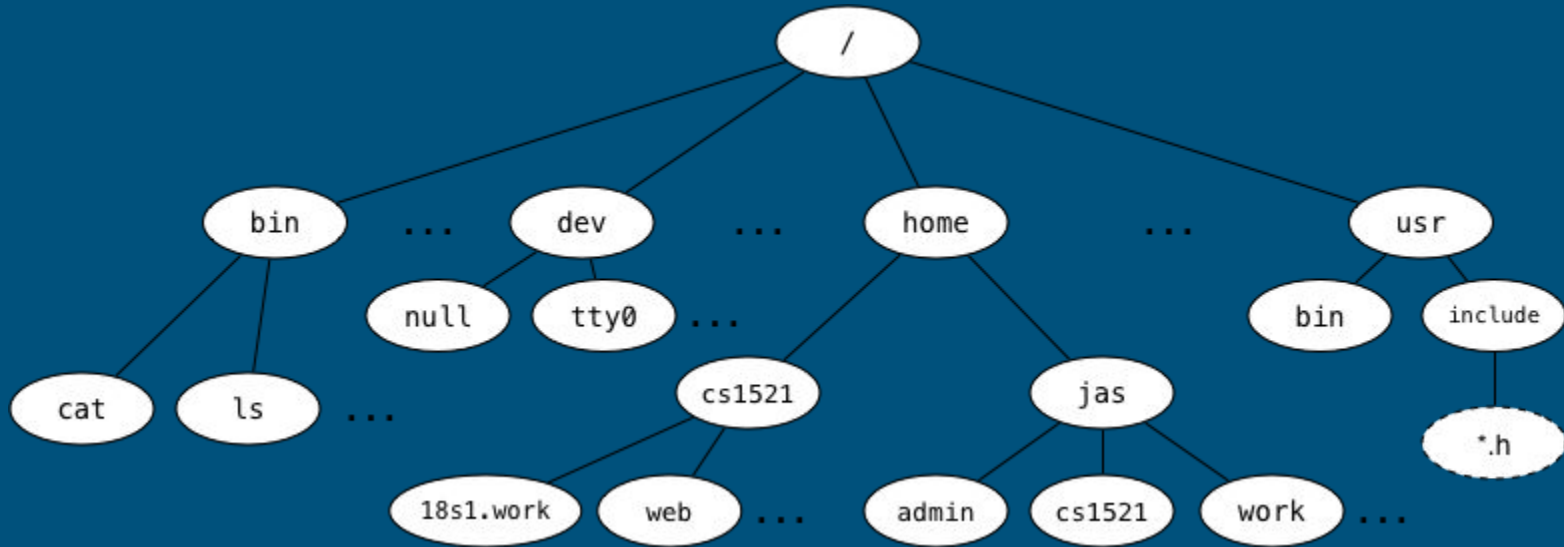 /
bin ... dev ... home ... usr
null tty0 ... bin include
cat ls ... cs1521 jas *.h
18s1.work web ... admin cs1521 work ...